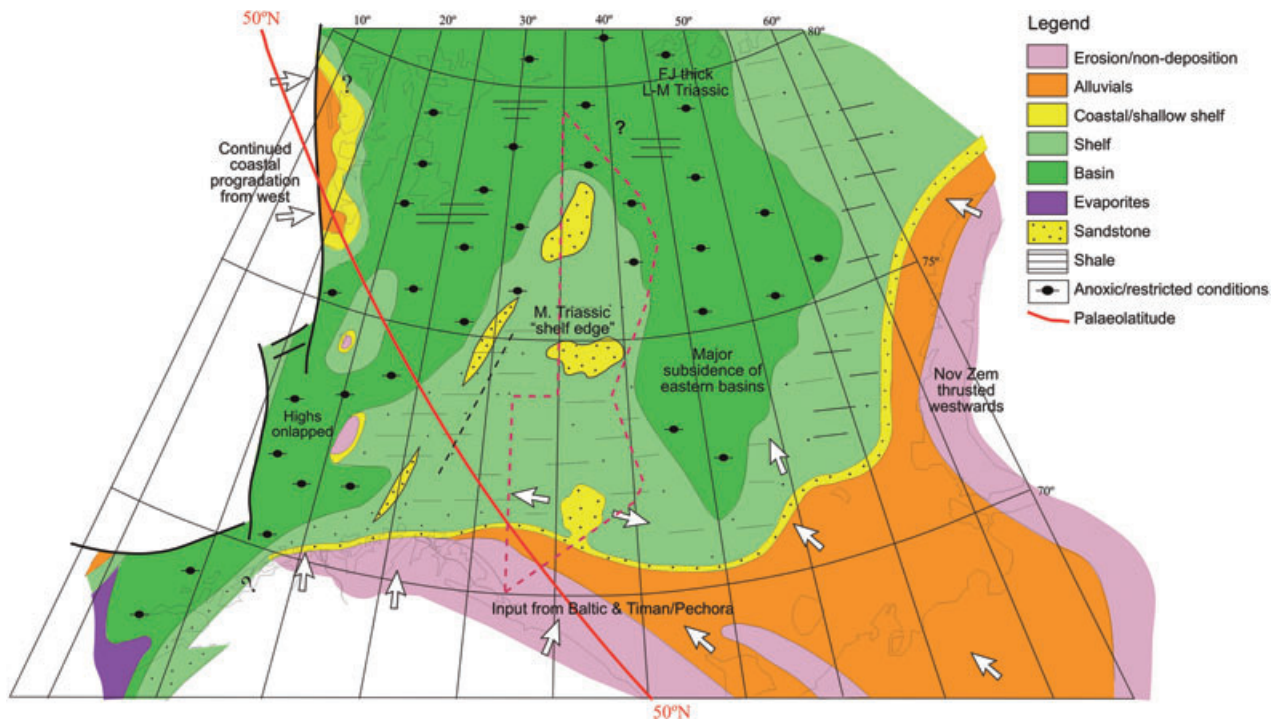 50ºN
10º
20º
30º
40º
50º
60º
80º
?
FJ thick
L-M Triassic
?
Continued
coastal
progradation
from west
75º
M. Triassic
"shelf edge"
Major
subsidence of
eastern basins
Nov Zem
thrusted
westwards
Highs
onlapped
70º
?
Input from Baltic & Timan/Pechora
50ºN
Legend
Erosion/non-deposition
Alluvials
Coastal/shallow shelf
Shelf
Basin
Evaporites
Sandstone
Shale
Anoxic/restricted conditions
Palaeolatitude